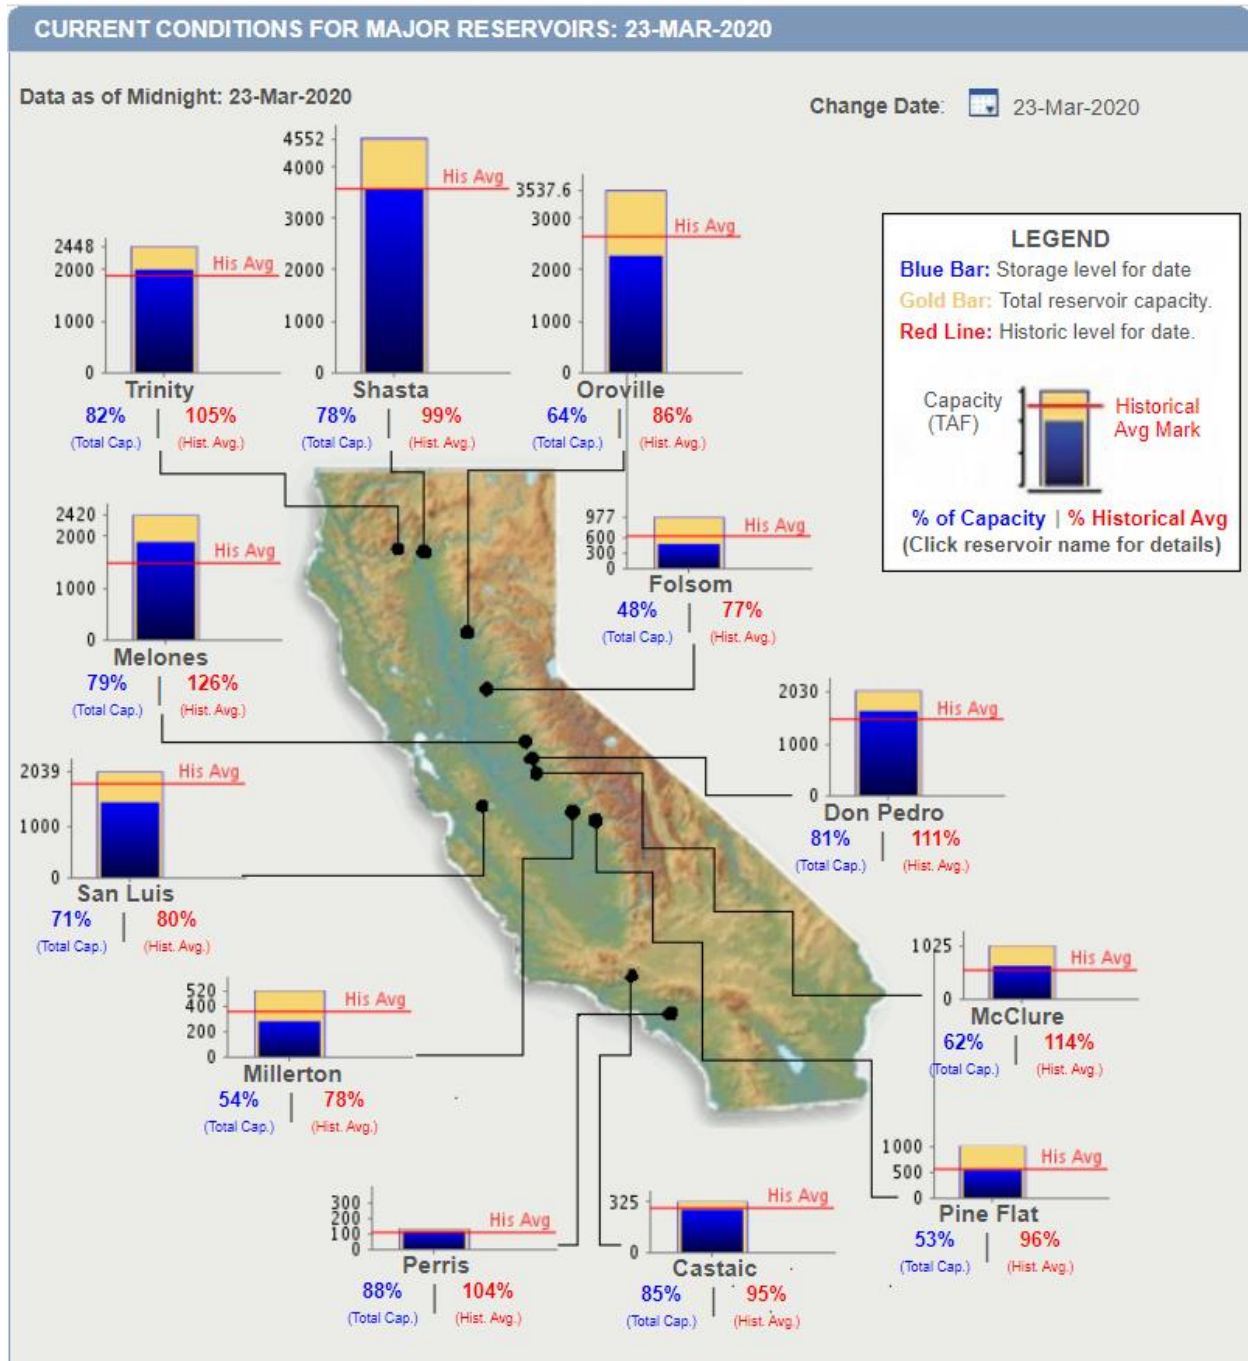 CURRENT CONDITIONS FOR MAJOR RESERVOIRS: 23-MAR-2020
Data as of Midnight: 23-Mar-2020
Change Date: 23-Mar-2020
4552
4000
3000
2000
1000
0
His Avg
Shasta
78% | 99%
(Total Cap.) (Hist. Avg.)
2448
2000
1000
0
His Avg
Trinity
82% | 105%
(Total Cap.) (Hist. Avg.)
3537.6
3000
2000
1000
0
His Avg
Oroville
64% | 86%
(Total Cap.) (Hist. Avg.)
LEGEND
Blue Bar: Storage level for date
Gold Bar: Total reservoir capacity.
Red Line: Historic level for date.
Capacity
(TAF)
Historical
Avg Mark
% of Capacity | % Historical Avg
(Click reservoir name for details)
2420
2000
1000
0
His Avg
Melones
79% | 126%
(Total Cap.) (Hist. Avg.)
977
600
300
0
His Avg
Folsom
48% | 77%
(Total Cap.) (Hist. Avg.)
2030
1000
0
His Avg
Don Pedro
81% | 111%
(Total Cap.) (Hist. Avg.)
2039
1000
0
His Avg
San Luis
71% | 80%
(Total Cap.) (Hist. Avg.)
1025
0
His Avg
McClure
62% | 114%
(Total Cap.) (Hist. Avg.)
520
400
200
0
His Avg
Millerton
54% | 78%
(Total Cap.) (Hist. Avg.)
1000
500
0
His Avg
Pine Flat
53% | 96%
(Total Cap.) (Hist. Avg.)
300
200
100
0
His Avg
Perris
88% | 104%
(Total Cap.) (Hist. Avg.)
325
0
His Avg
Castaic
85% | 95%
(Total Cap.) (Hist. Avg.)